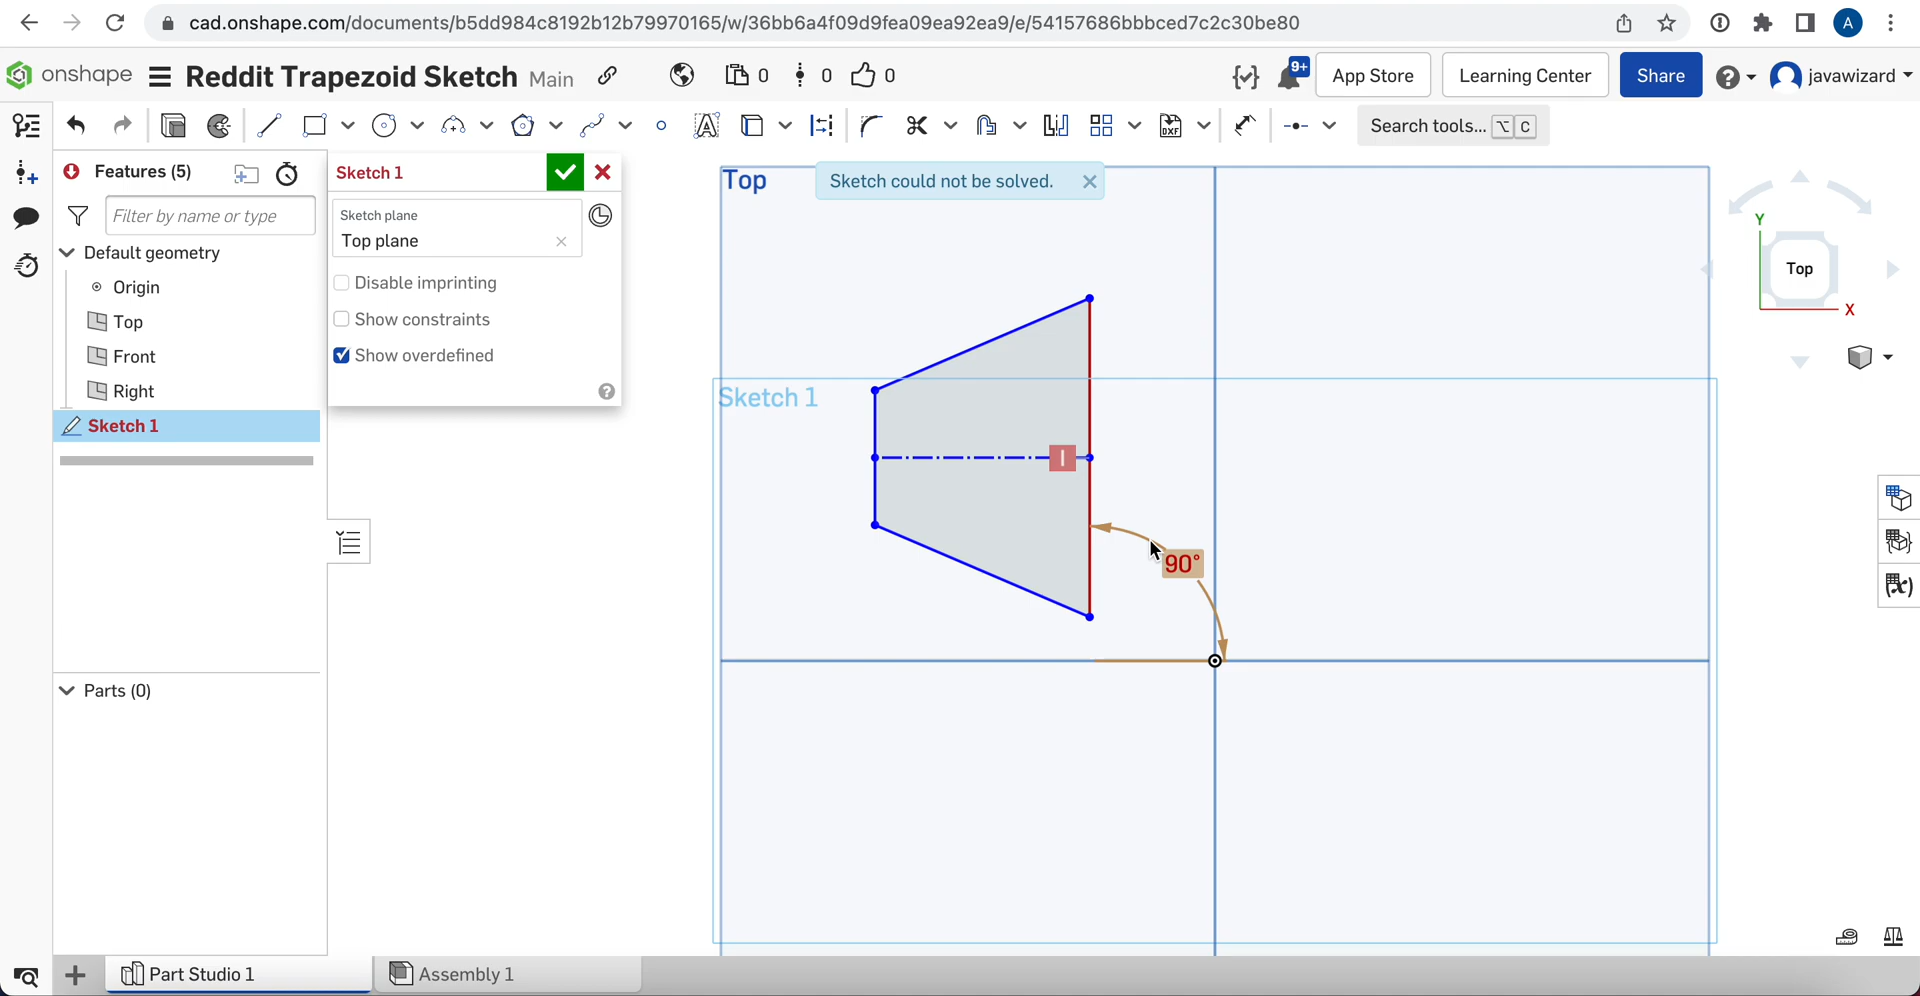 cad.onshape.com/documents/b5dd984c8192b12b79970165/w/36bb6a4f09d9fea09ea92ea9/e/54157686bbbced7c2c30be80
A
onshape Reddit Trapezoid Sketch Main 0 0 0 9+ App Store Learning Center Share javawizard
DXF Search tools... ⌥ C
Features (5)
Filter by name or type
Default geometry
Origin
Top
Front
Right
Sketch 1
Parts (0)
Sketch 1
Sketch plane
Top plane
Disable imprinting
Show constraints
Show overdefined
Top
Sketch could not be solved.
Sketch 1
90°
Y
Top
X
(x)
Part Studio 1
Assembly 1